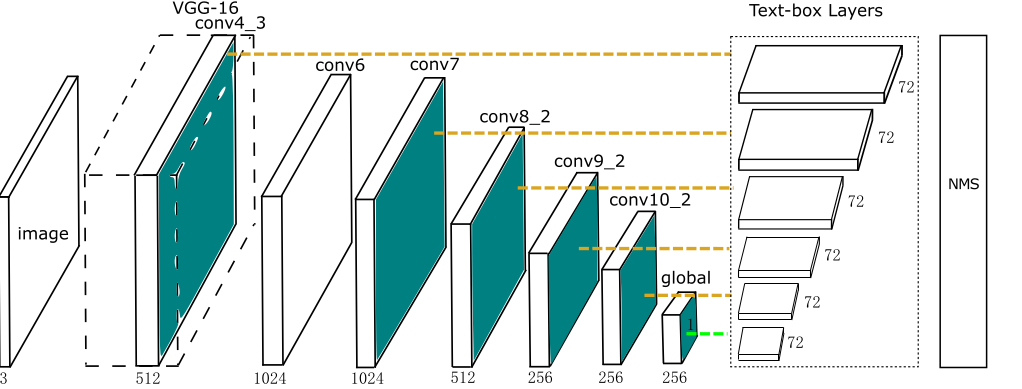 VGG-16
Text-box Layers
conv4_3
conv6
conv7
conv8_2
conv9_2
conv10_2
global
image
NMS
72
72
72
72
72
72
1
3
512
1024
1024
512
256
256
256